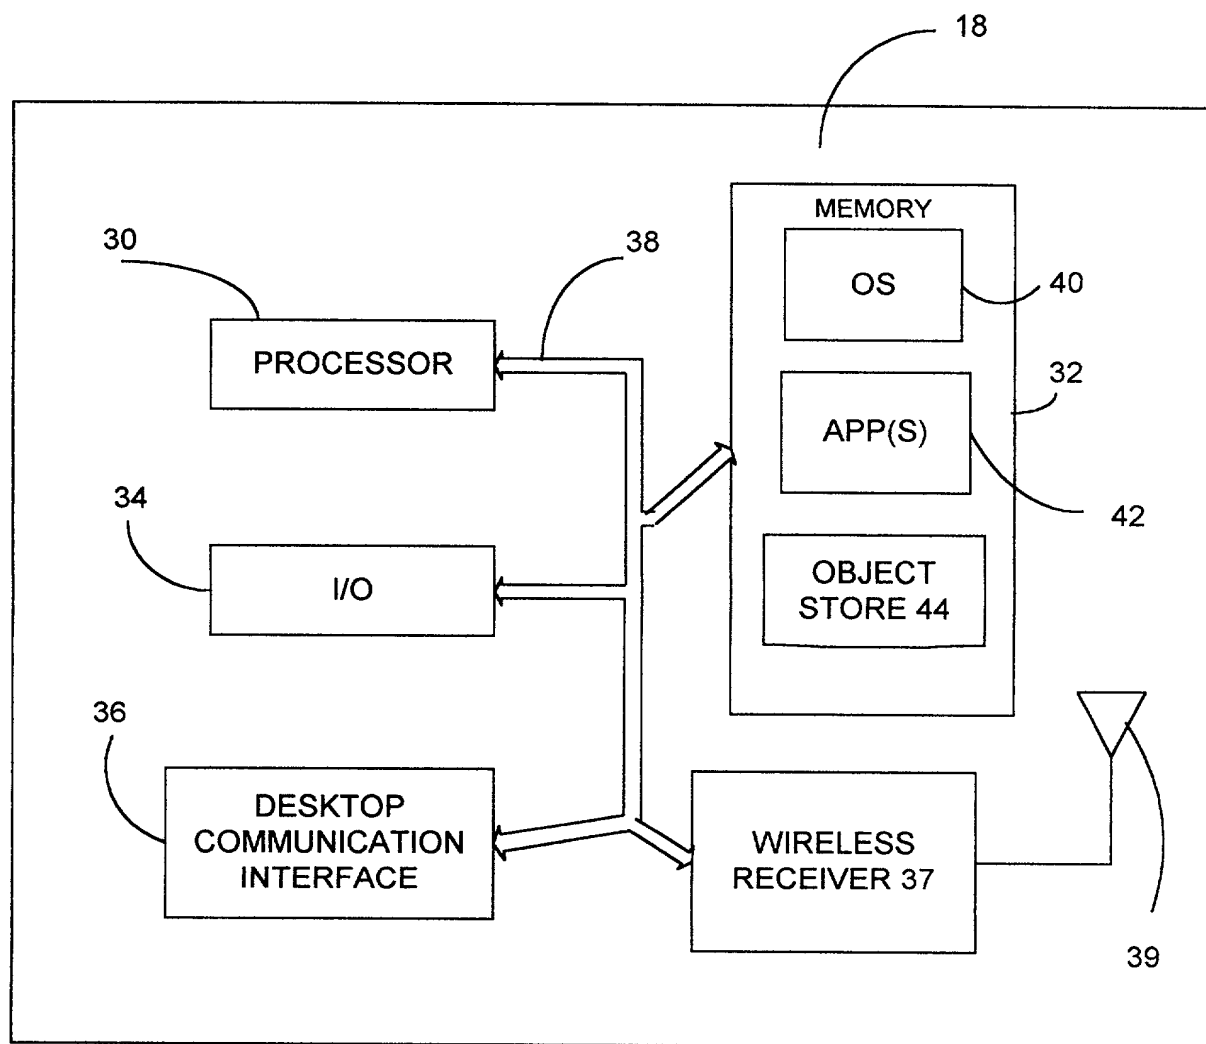 18
MEMORY
30
38
OS
40
PROCESSOR
32
APP(S)
34
42
I/O
OBJECT
STORE 44
36
DESKTOP
COMMUNICATION
INTERFACE
WIRELESS
RECEIVER 37
39